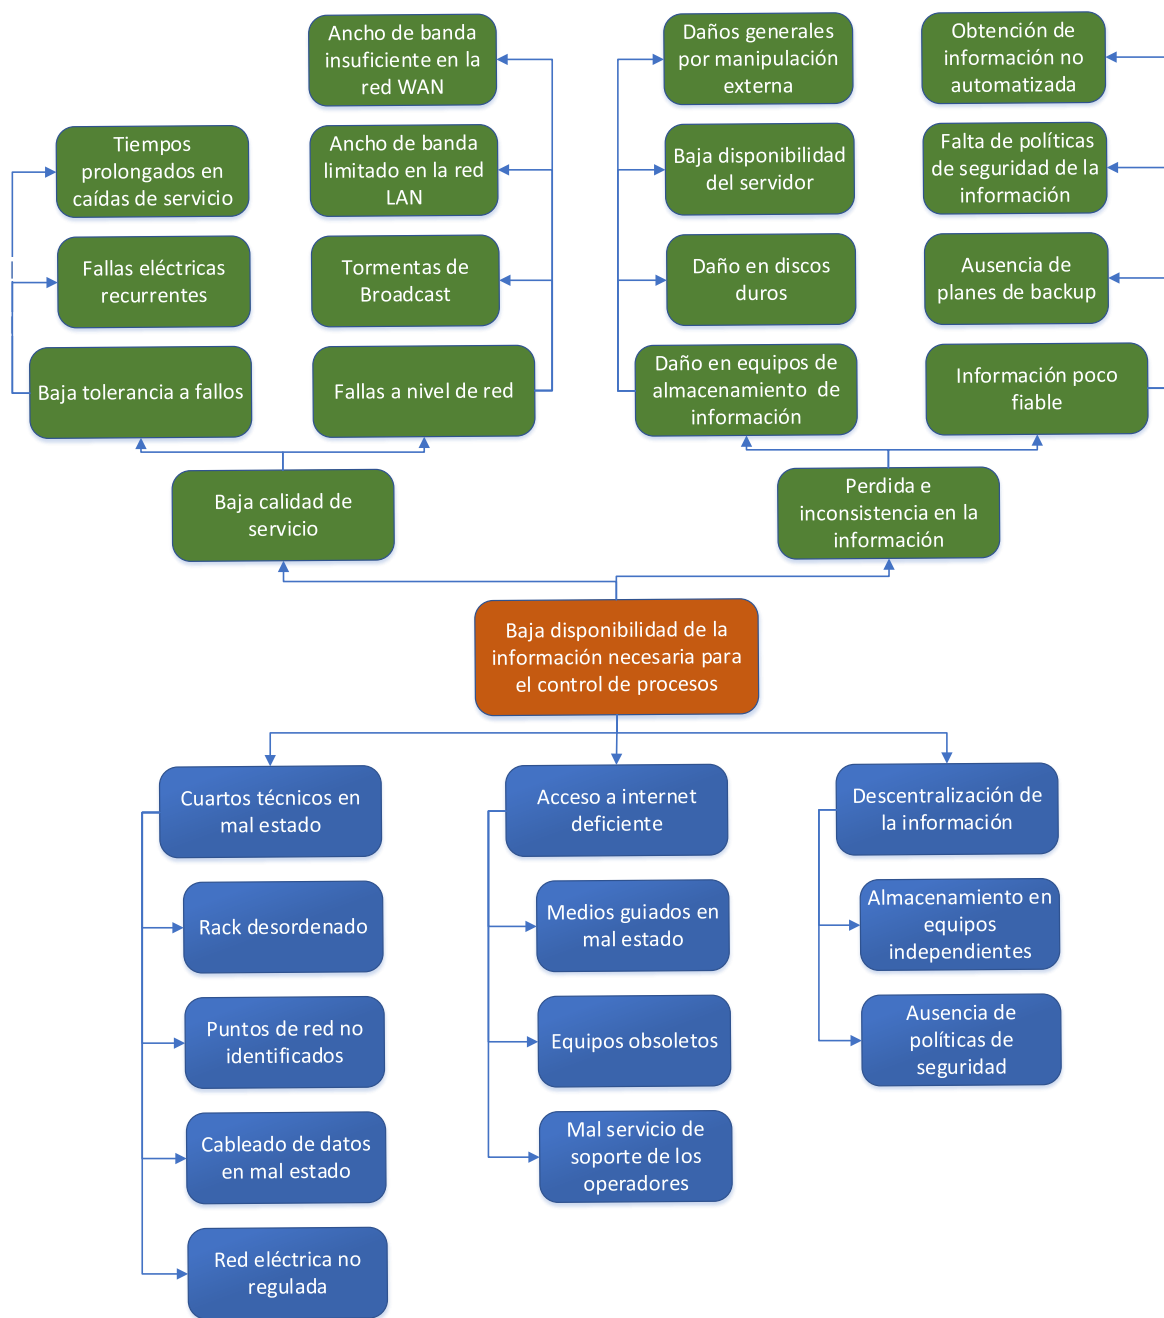 Ancho de banda
insuficiente en la
red WAN
Daños generales
por manipulación
externa
Obtención de
información no
automatizada
Tiempos
prolongados en
caídas de servicio
Ancho de banda
limitado en la red
LAN
Baja disponibilidad
del servidor
Falta de políticas
de seguridad de la
información
Fallas eléctricas
recurrentes
Tormentas de
Broadcast
Daño en discos
duros
Ausencia de
planes de backup
Baja tolerancia a fallos
Fallas a nivel de red
Daño en equipos de
almacenamiento de
información
Información poco
fiable
Baja calidad de
servicio
Perdida e
inconsistencia en la
información
Baja disponibilidad de la
información necesaria para
el control de procesos
Cuartos técnicos en
mal estado
Acceso a internet
deficiente
Descentralización de
la información
Rack desordenado
Medios guiados en
mal estado
Almacenamiento en
equipos
independientes
Puntos de red no
identificados
Equipos obsoletos
Ausencia de
políticas de
seguridad
Cableado de datos
en mal estado
Mal servicio de
soporte de los
operadores
Red eléctrica no
regulada